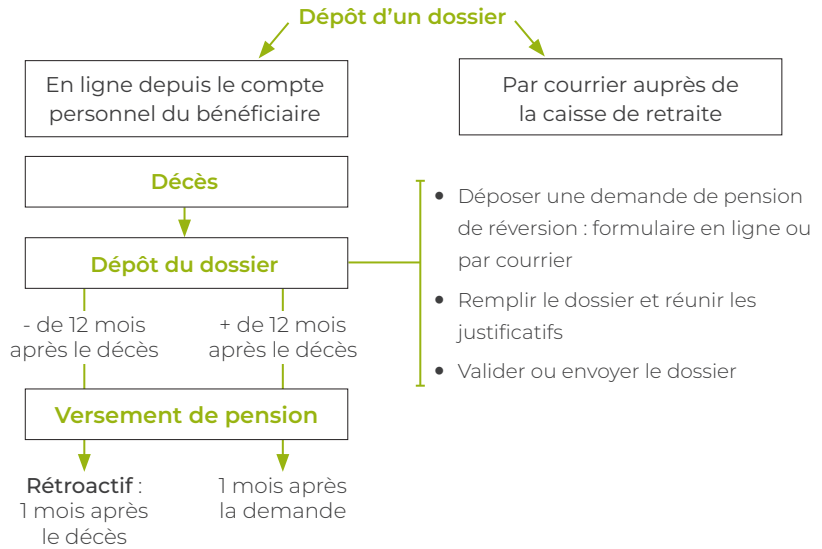 Dépôt d’un dossier
En ligne depuis le compte
personnel du bénéficiaire
Par courrier auprès de
la caisse de retraite
Décès
Dépôt du dossier
- de 12 mois
après le décès
+ de 12 mois
après le décès
Versement de pension
Rétroactif :
1 mois après
le décès
1 mois après
la demande
• Déposer une demande de pension
de réversion : formulaire en ligne ou
par courrier
• Remplir le dossier et réunir les
justificatifs
• Valider ou envoyer le dossier